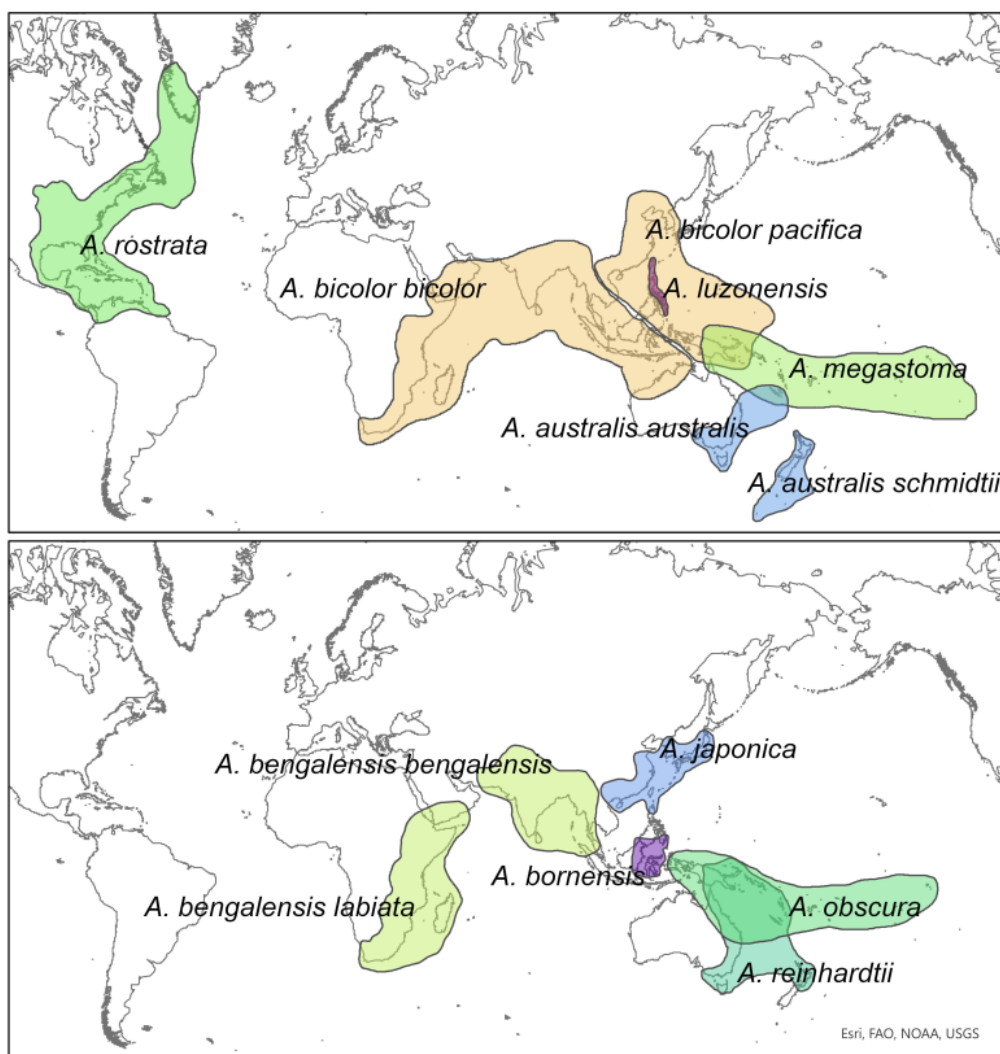 A. bicolor pacifica
A. rostrata
A. bicolor bicolor
A. luzonensis
A. megastoma
A. australis australis
A. australis schmidtii
A. japonica
A. bengalensis bengalensis
A. bornensis
A. bengalensis labiata
A. obscura
A. reinhardtii
Esri, FAO, NOAA, USGS